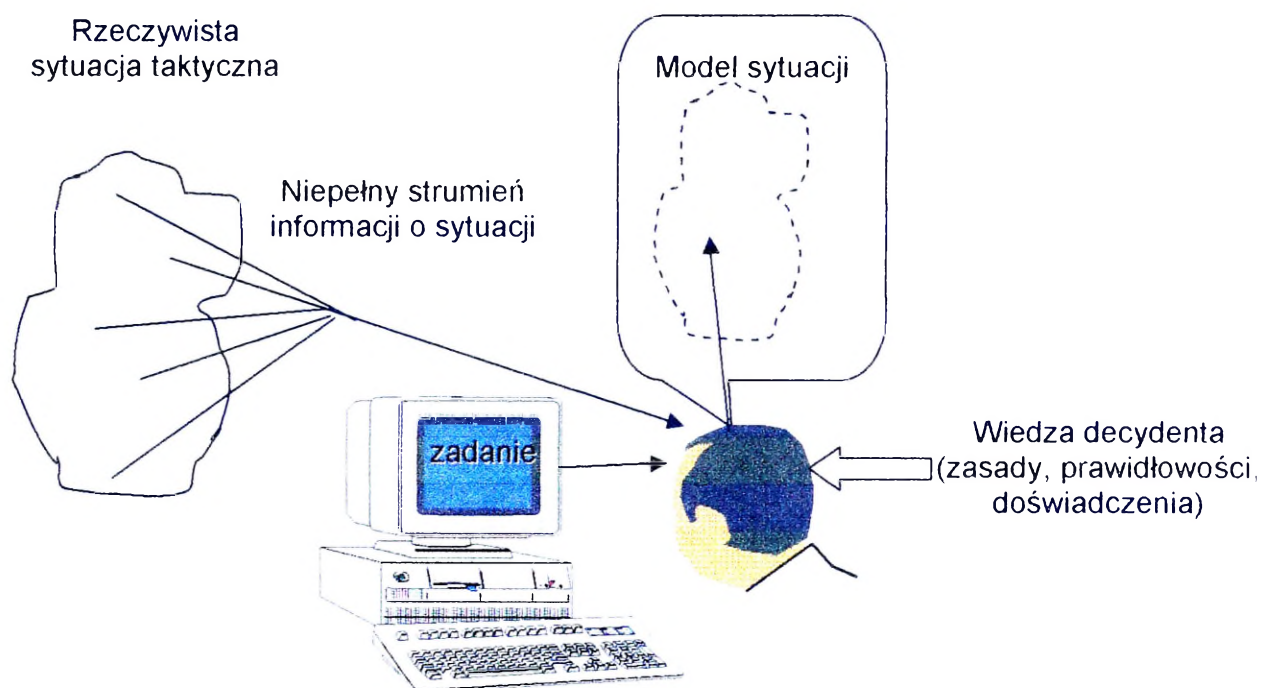 Rzeczywista
sytuacja taktyczna
Model sytuacji
Niepełny strumień
informacji o sytuacji
zadanie
Wiedza decydenta
(zasady, prawidłowości,
doświadczenia)